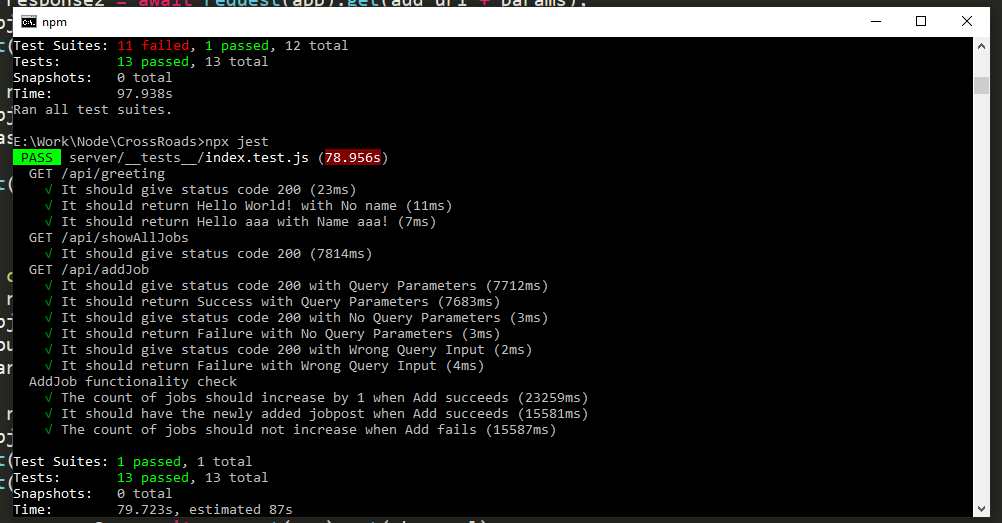 response2 = await request(app).get(add_url + params);
npm
Test Suites: 11 failed, 1 passed, 12 total
Tests:       13 passed, 13 total
Snapshots:   0 total
Time:        97.938s
Ran all test suites.
E:\Work\Node\CrossRoads>npx jest
PASS server/__tests__/index.test.js (78.956s)
GET /api/greeting
√ It should give status code 200 (23ms)
√ It should return Hello World! with No name (11ms)
√ It should return Hello aaa with Name aaa! (7ms)
GET /api/showAllJobs
√ It should give status code 200 (7814ms)
GET /api/addJob
√ It should give status code 200 with Query Parameters (7712ms)
√ It should return Success with Query Parameters (7683ms)
√ It should give status code 200 with No Query Parameters (3ms)
√ It should return Failure with No Query Parameters (3ms)
√ It should give status code 200 with Wrong Query Input (2ms)
√ It should return Failure with Wrong Query Input (4ms)
AddJob functionality check
√ The count of jobs should increase by 1 when Add succeeds (23259ms)
√ It should have the newly added jobpost when Add succeeds (15581ms)
√ The count of jobs should not increase when Add fails (15587ms)
Test Suites: 1 passed, 1 total
Tests:       13 passed, 13 total
Snapshots:   0 total
Time:        79.723s, estimated 87s